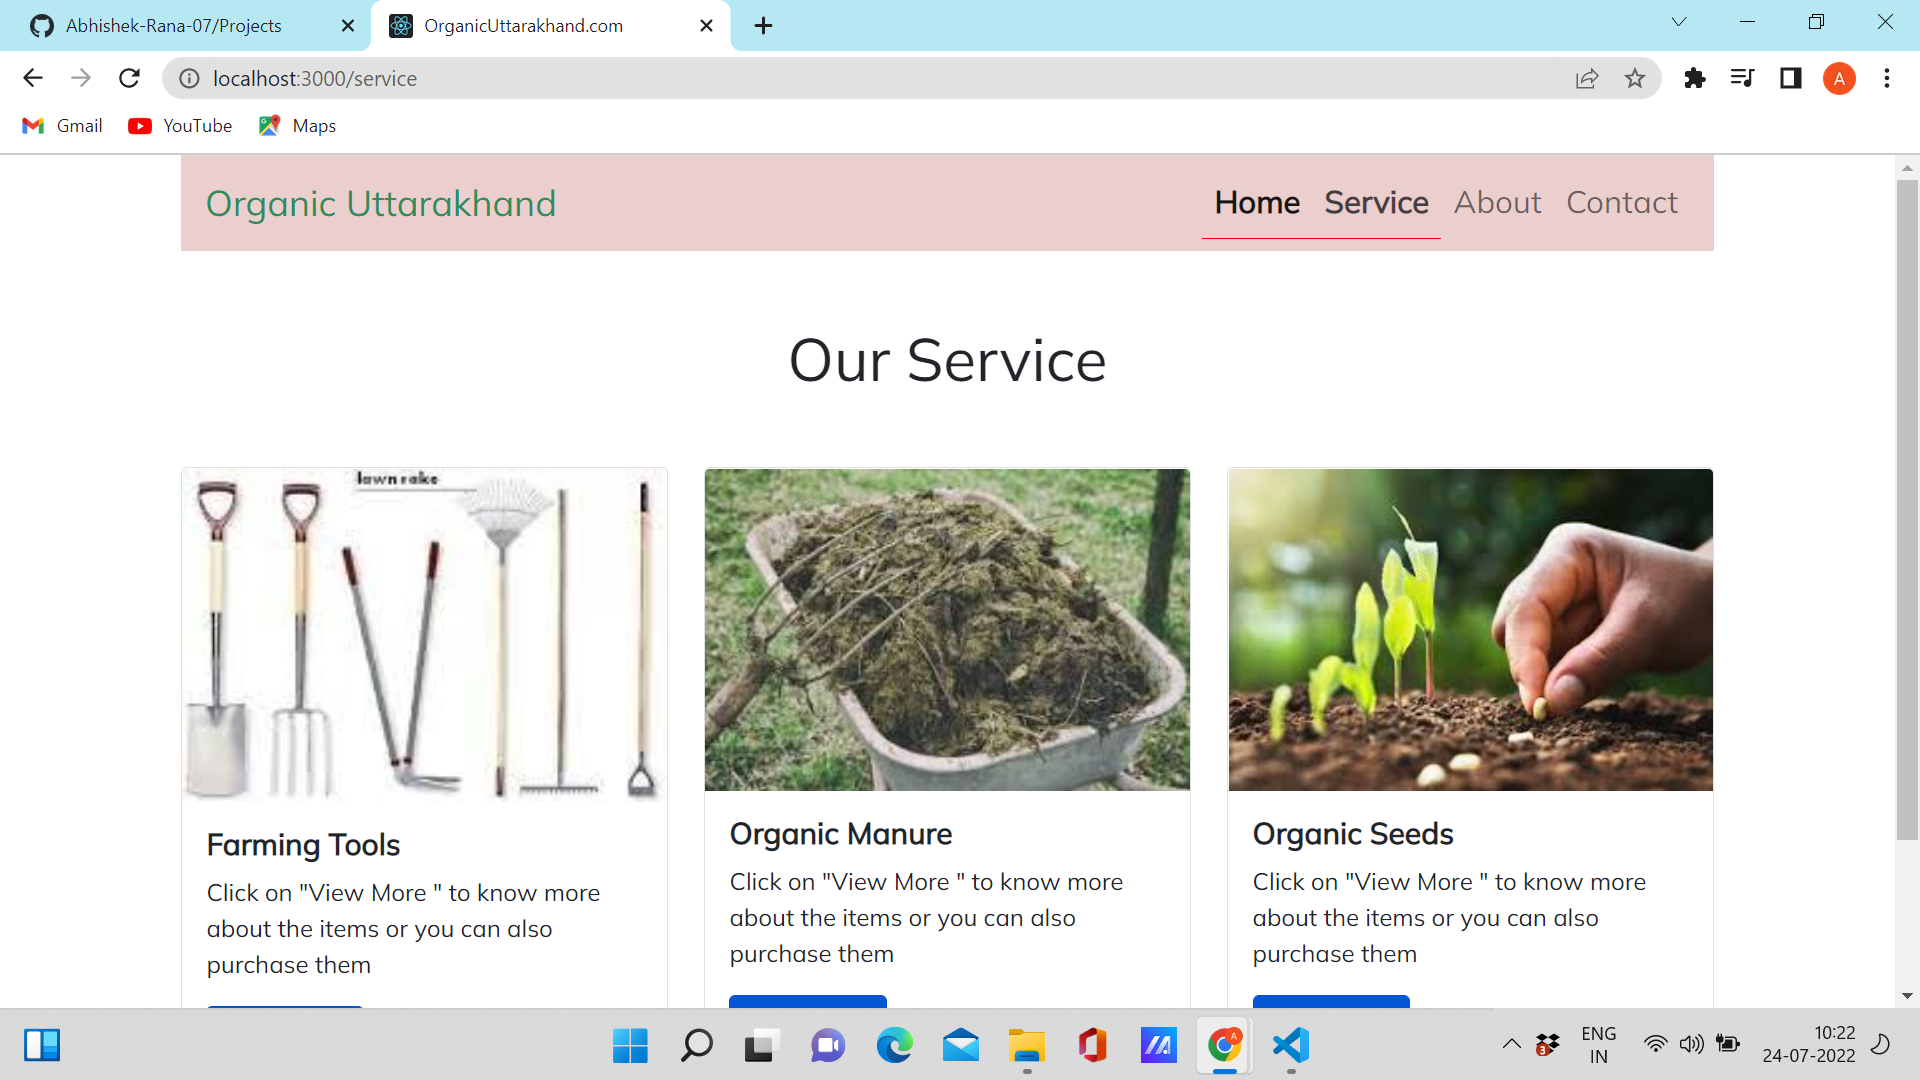 Abhishek-Rana-07/Projects
OrganicUttarakhand.com
localhost:3000/service
A
Gmail
YouTube
Maps
Organic Uttarakhand
Home Service About Contact
Our Service
lawn rake
Farming Tools
Click on "View More " to know more
about the items or you can also
purchase them
Organic Manure
Click on "View More " to know more
about the items or you can also
purchase them
Organic Seeds
Click on "View More " to know more
about the items or you can also
purchase them
A
3
ENG
IN
10:22
24-07-2022